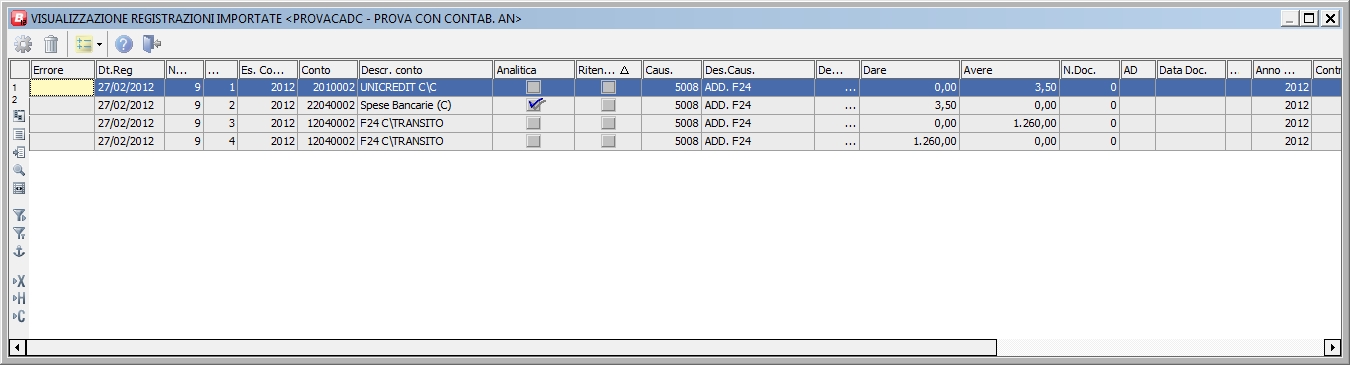 VISUALIZZAZIONE REGISTRAZIONI IMPORTATE <PROVACADC - PROVA CON CONTAB. AN>
Errore Dt.Reg N... ... Es. Co... Conto Descr. conto Analitica Riten... Caus. Des.Caus. De... Dare Avere N.Doc. AD Data Doc. .. Anno ... Contr
1 27/02/2012 9 1 2012 2010002 UNICREDIT C\C 5008 ADD. F24 ... 0,00 3,50 0 2012
2 27/02/2012 9 2 2012 22040002 Spese Bancarie (C) 5008 ADD. F24 ... 3,50 0,00 0 2012
27/02/2012 9 3 2012 12040002 F24 C\TRANSITO 5008 ADD. F24 ... 0,00 1.260,00 0 2012
27/02/2012 9 4 2012 12040002 F24 C\TRANSITO 5008 ADD. F24 ... 1.260,00 0,00 0 2012
X
H
C